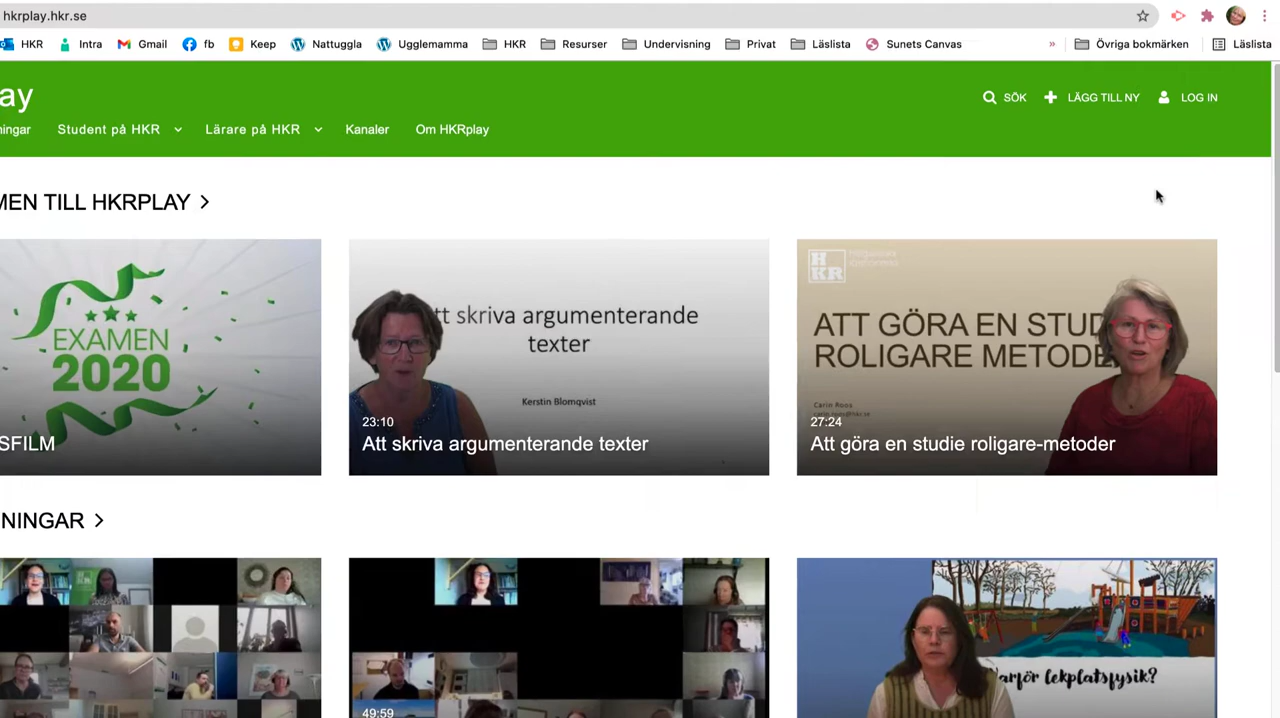 hkrplay.hkr.se
HKR Intra Gmail fb Keep Nattuggla Ugglemamma HKR Resurser Undervisning Privat Läslista Sunets Canvas » Övriga bokmärken Läslista
ay
SÖK LÄGG TILL NY LOG IN
ningar Student på HKR Lärare på HKR Kanaler Om HKRplay
MEN TILL HKRPLAY
EXAMEN
2020
SFILM
tt skriva argumenterande
texter
Kerstin Blomqvist
23:10
Att skriva argumenterande texter
HKR
ATT GÖRA EN STUD
ROLIGARE METODE
Carin Roos
27:24
Att göra en studie roligare-metoder
NINGAR
49:59
Varför lekplatsfysik?